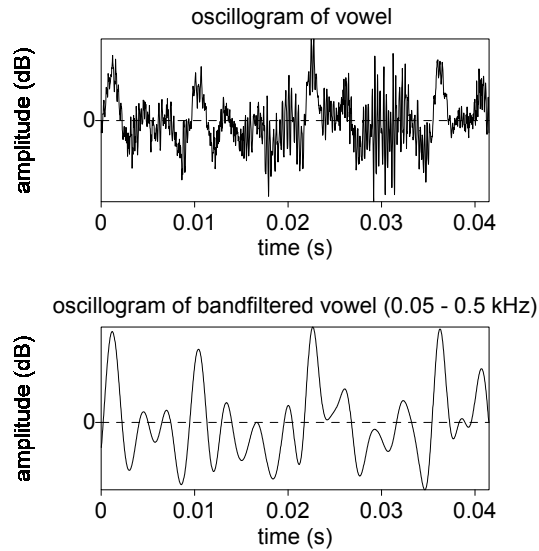 oscillogram of vowel
amplitude (dB)
0
0 0.01 0.02 0.03 0.04
time (s)
oscillogram of bandfiltered vowel (0.05 - 0.5 kHz)
amplitude (dB)
0
0 0.01 0.02 0.03 0.04
time (s)